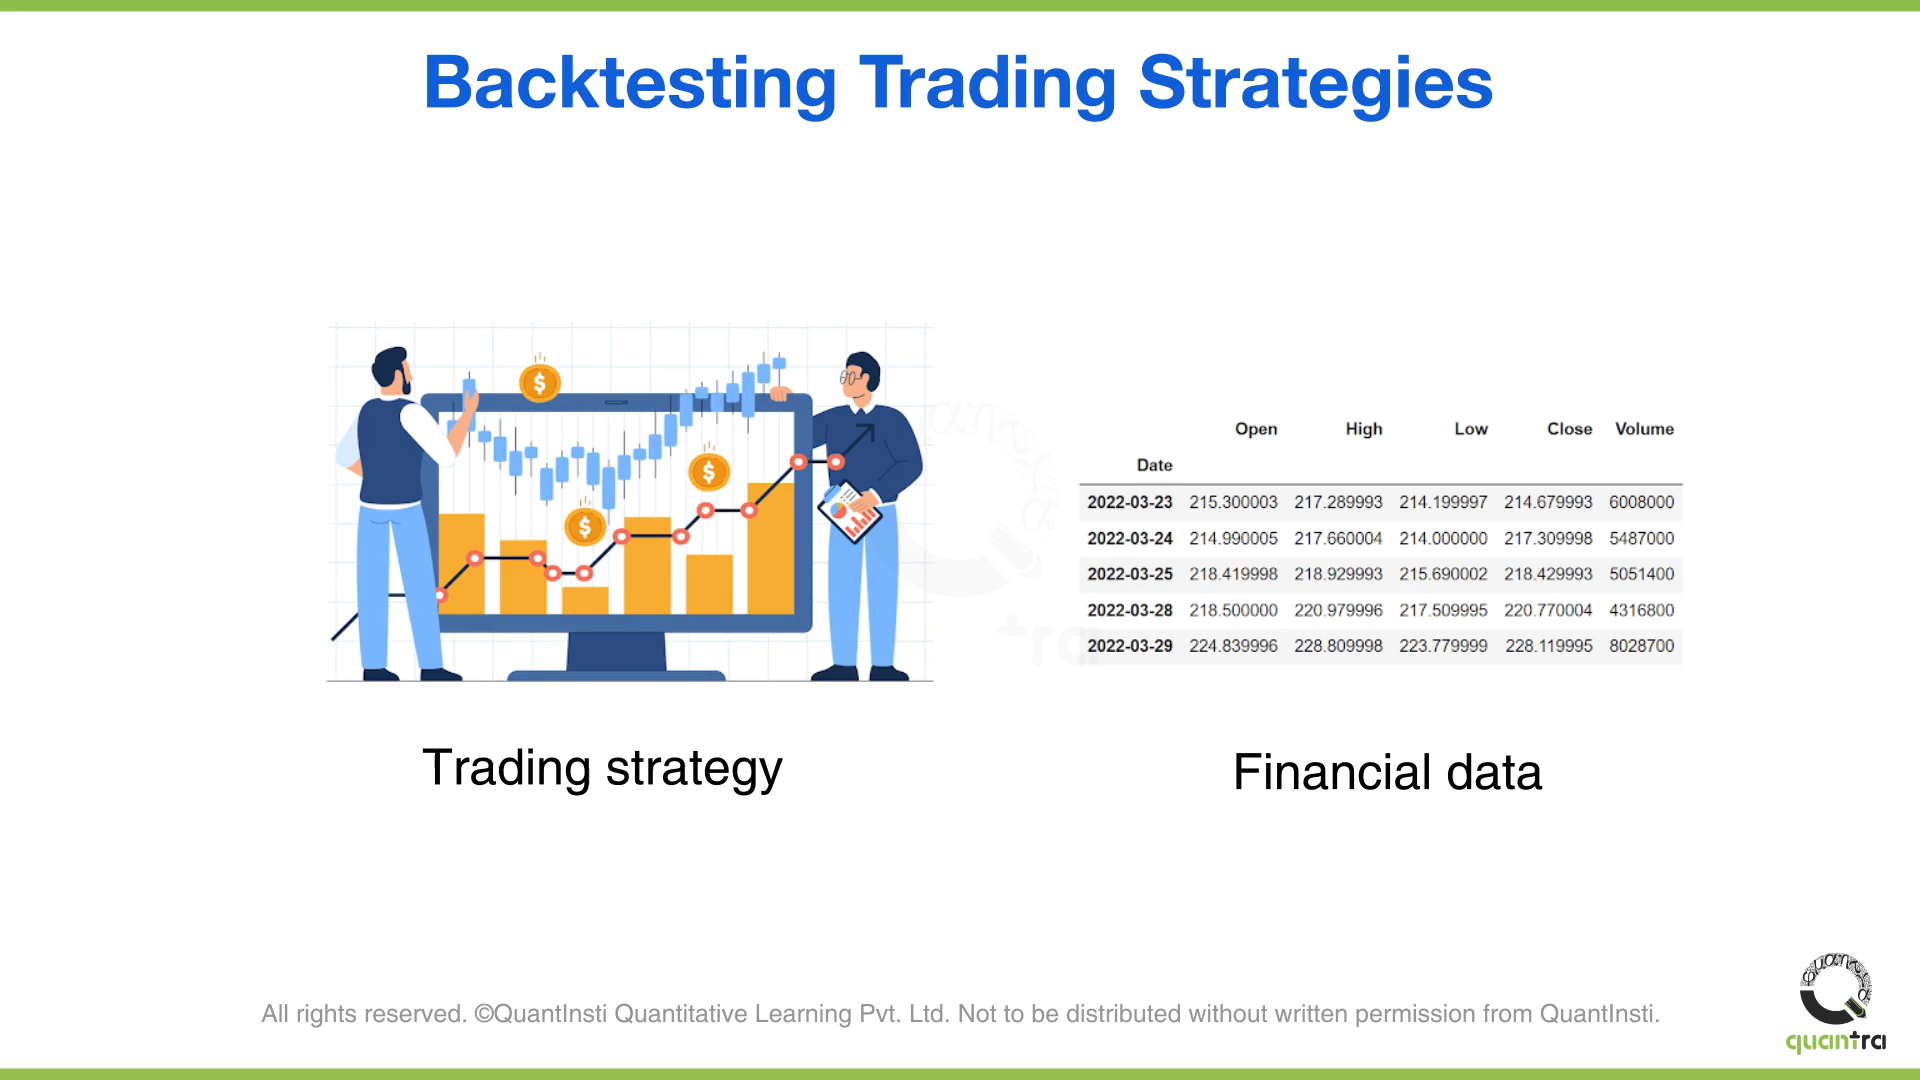 Backtesting Trading Strategies
Open High Low Close Volume
Date
2022-03-23 215.300003 217.289993 214.199997 214.679993 6008000
2022-03-24 214.990005 217.660004 214.000000 217.309998 5487000
2022-03-25 218.419998 218.929993 215.690002 218.429993 5051400
2022-03-28 218.500000 220.979996 217.509995 220.770004 4316800
2022-03-29 224.839996 228.809998 223.779999 228.119995 8028700
Trading strategy
Financial data
All rights reserved. ©QuantInsti Quantitative Learning Pvt. Ltd. Not to be distributed without written permission from QuantInsti.
quantra